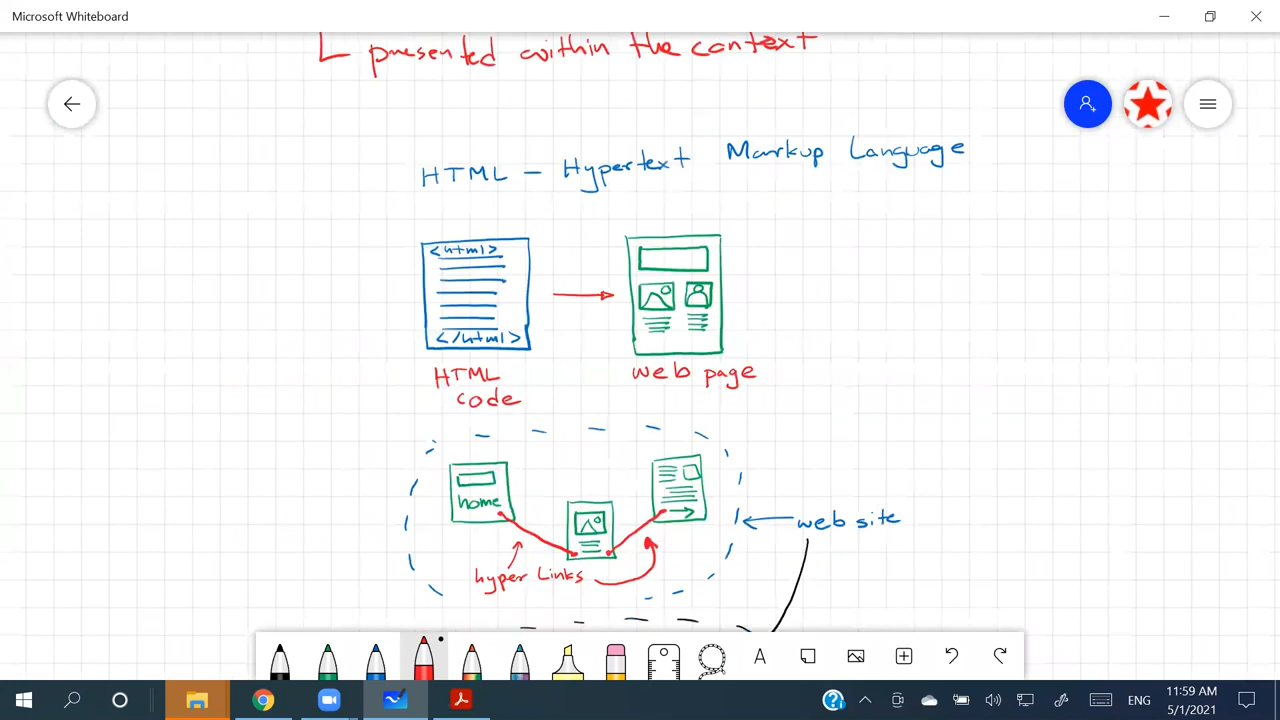 Microsoft Whiteboard
presented within the context
HTML - Hypertext Markup Language
<html>
</html>
HTML
code
web page
home
hyper Links
web site
A
ENG
11:59 AM
5/1/2021